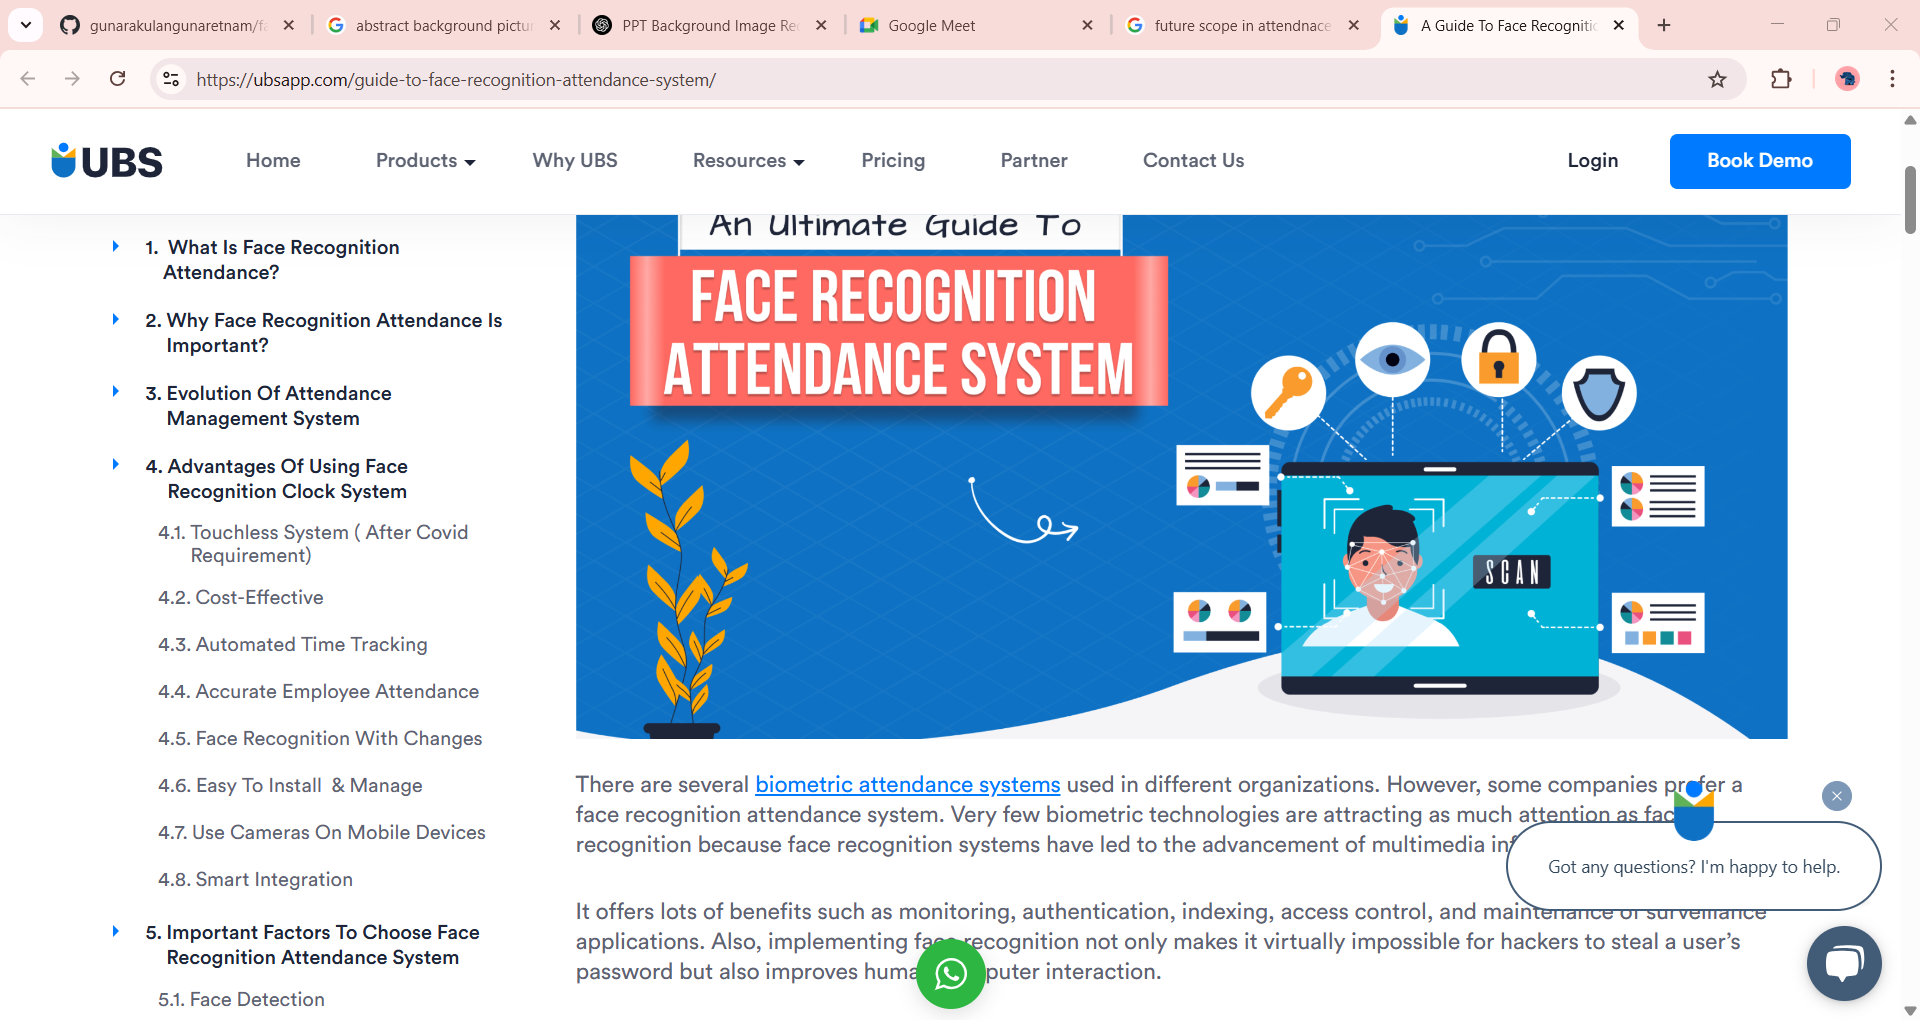 gunarakulangunaretnam/fa
abstract background pictur
PPT Background Image Re
Google Meet
future scope in attendnace
A Guide To Face Recognitic
https://ubsapp.com/guide-to-face-recognition-attendance-system/
UBS
Home
Products
Why UBS
Resources
Pricing
Partner
Contact Us
Login
Book Demo
1. What Is Face Recognition
Attendance?
2. Why Face Recognition Attendance Is
Important?
3. Evolution Of Attendance
Management System
4. Advantages Of Using Face
Recognition Clock System
4.1. Touchless System ( After Covid
Requirement)
4.2. Cost-Effective
4.3. Automated Time Tracking
4.4. Accurate Employee Attendance
4.5. Face Recognition With Changes
4.6. Easy To Install & Manage
4.7. Use Cameras On Mobile Devices
4.8. Smart Integration
5. Important Factors To Choose Face
Recognition Attendance System
5.1. Face Detection
An Ultimate Guide To
FACE RECOGNITION
ATTENDANCE SYSTEM
SCAN
There are several biometric attendance systems used in different organizations. However, some companies prefer a
face recognition attendance system. Very few biometric technologies are attracting as much attention as fac
recognition because face recognition systems have led to the advancement of multimedia in
It offers lots of benefits such as monitoring, authentication, indexing, access control, and maintenance of surveillance
applications. Also, implementing face recognition not only makes it virtually impossible for hackers to steal a user's
password but also improves huma puter interaction.
Got any questions? I'm happy to help.